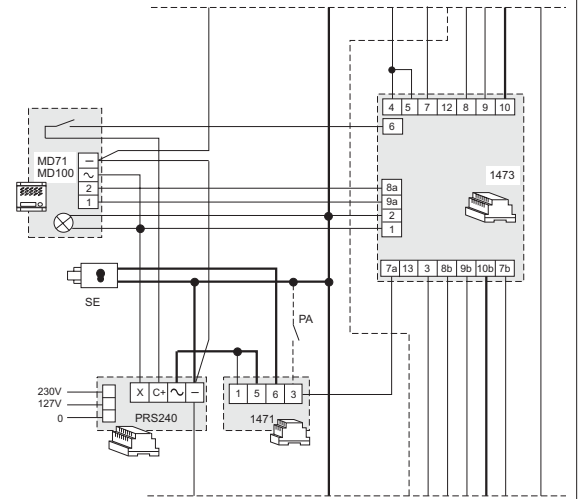 4 5 7 12 8 9 10
6
MD71 –
MD100 ~
2
1
1473
8a
9a
2
1
7a 13 3 8b 9b 10b 7b
SE
PA
230V
127V
0
X C+ ~ –
PRS240
1 5 6 3
1471